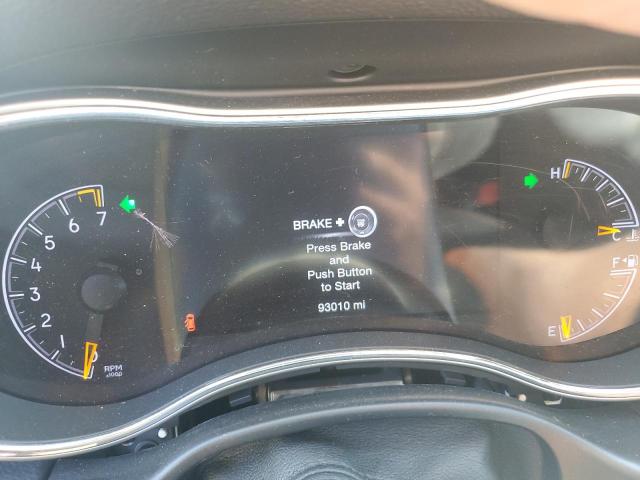 BRAKE +
Press Brake
and
Push Button
to Start
93010 mi
7
6
5
4
3
2
1
0
RPM
H
C
F
E